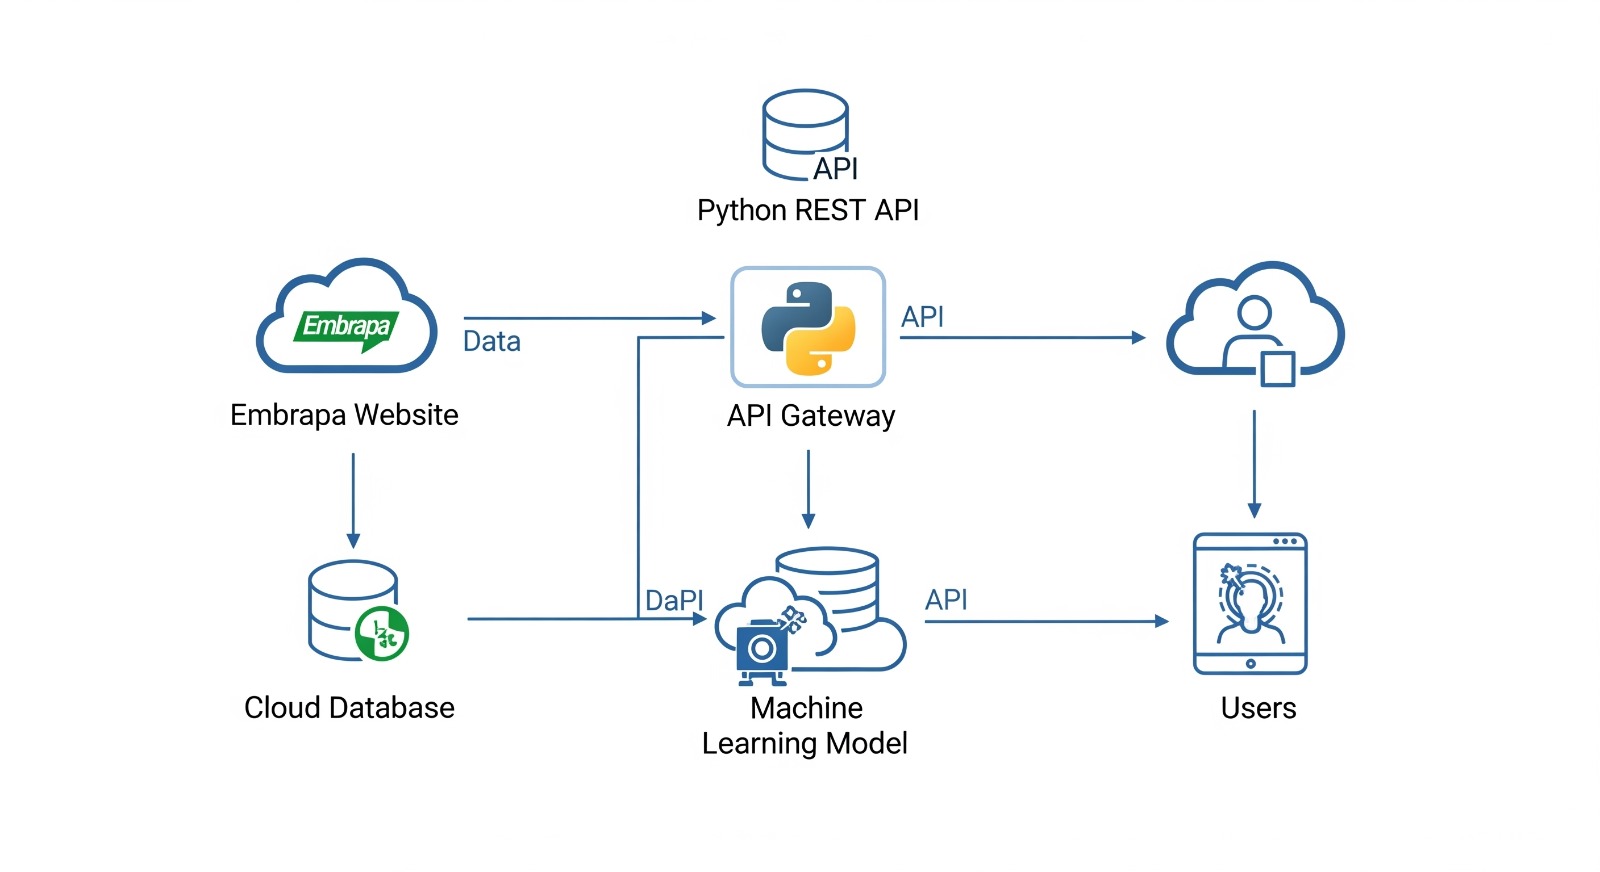 API
Python REST API
Embrapa
Data
API
Embrapa Website
API Gateway
DaPI
API
Cloud Database
Machine
Learning Model
Users